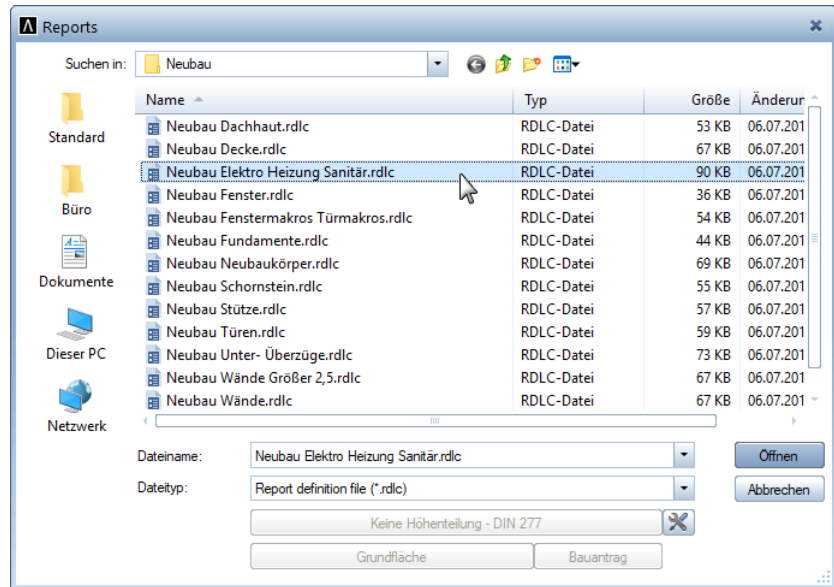 Reports
Suchen in: Neubau
Name Typ Größe Änderur
Neubau Dachhaut.rdlc RDLC-Datei 53 KB 06.07.201
Neubau Decke.rdlc RDLC-Datei 67 KB 06.07.201
Neubau Elektro Heizung Sanitär.rdlc RDLC-Datei 90 KB 06.07.201
Neubau Fenster.rdlc RDLC-Datei 36 KB 06.07.201
Neubau Fenstermakros Türmakros.rdlc RDLC-Datei 54 KB 06.07.201
Neubau Fundamente.rdlc RDLC-Datei 44 KB 06.07.201
Neubau Neubaukörper.rdlc RDLC-Datei 69 KB 06.07.201
Neubau Schornstein.rdlc RDLC-Datei 55 KB 06.07.201
Neubau Stütze.rdlc RDLC-Datei 57 KB 06.07.201
Neubau Türen.rdlc RDLC-Datei 59 KB 06.07.201
Neubau Unter- Überzüge.rdlc RDLC-Datei 73 KB 06.07.201
Neubau Wände Größer 2,5.rdlc RDLC-Datei 67 KB 06.07.201
Neubau Wände.rdlc RDLC-Datei 67 KB 06.07.201
Standard
Büro
Dokumente
Dieser PC
Netzwerk
Dateiname: Neubau Elektro Heizung Sanitär.rdlc Öffnen
Dateityp: Report definition file (*.rdlc) Abbrechen
Keine Höhenteilung - DIN 277
Grundfläche Bauantrag